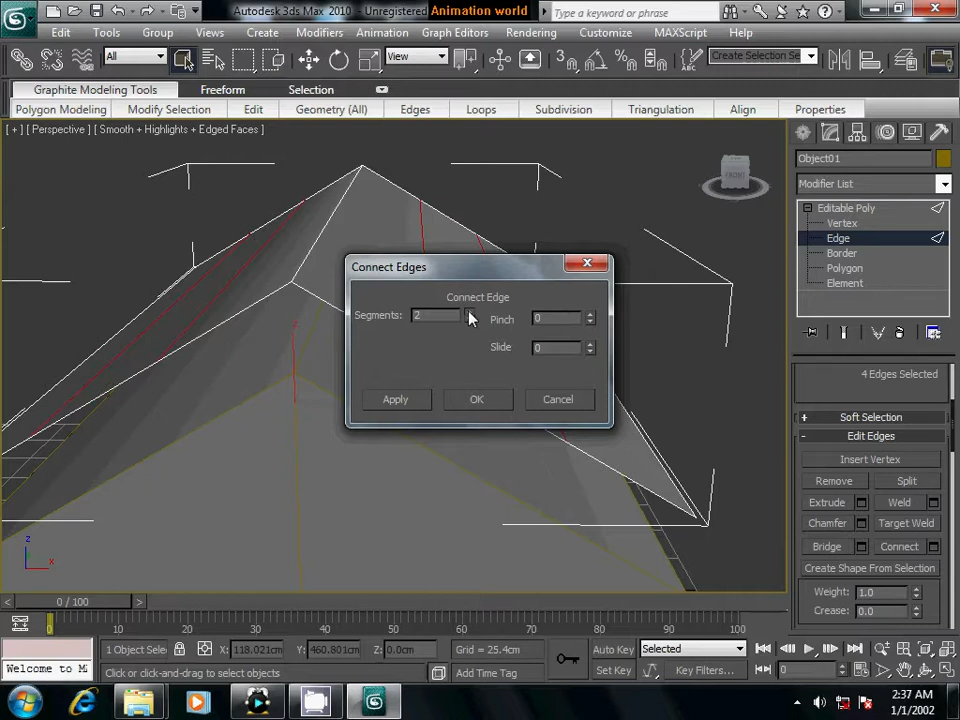 Autodesk 3ds Max 2010 - Unregistered
Animation world
Type a keyword or phrase
Edit Tools Group Views Create Modifiers Animation Graph Editors Rendering Customize MAXScript Help
All View Create Selection Se
Graphite Modeling Tools Freeform Selection
Polygon Modeling Modify Selection Edit Geometry (All) Edges Loops Subdivision Triangulation Align Properties
[ + ] [ Perspective ] [ Smooth + Highlights + Edged Faces ]
FRONT
Object01
Modifier List
Editable Poly
Vertex
Edge
Border
Polygon
Element
Connect Edges
Connect Edge
Segments: 2
Pinch 0
Slide 0
Apply OK Cancel
4 Edges Selected
+ Soft Selection
- Edit Edges
Insert Vertex
Remove Split
Extrude Weld
Chamfer Target Weld
Bridge Connect
Create Shape From Selection
Weight: 1.0
Crease: 0.0
z
x
z
0 / 100
0 10 20 30 40 50 60 70 80 90 100
1 Object Sele X: 118.021cm Y: 460.801cm Z: 0.0cm Grid = 25.4cm Auto Key Selected
Welcome to M Click or click-and-drag to select objects Add Time Tag Set Key Key Filters... 0
2:37 AM
1/1/2002